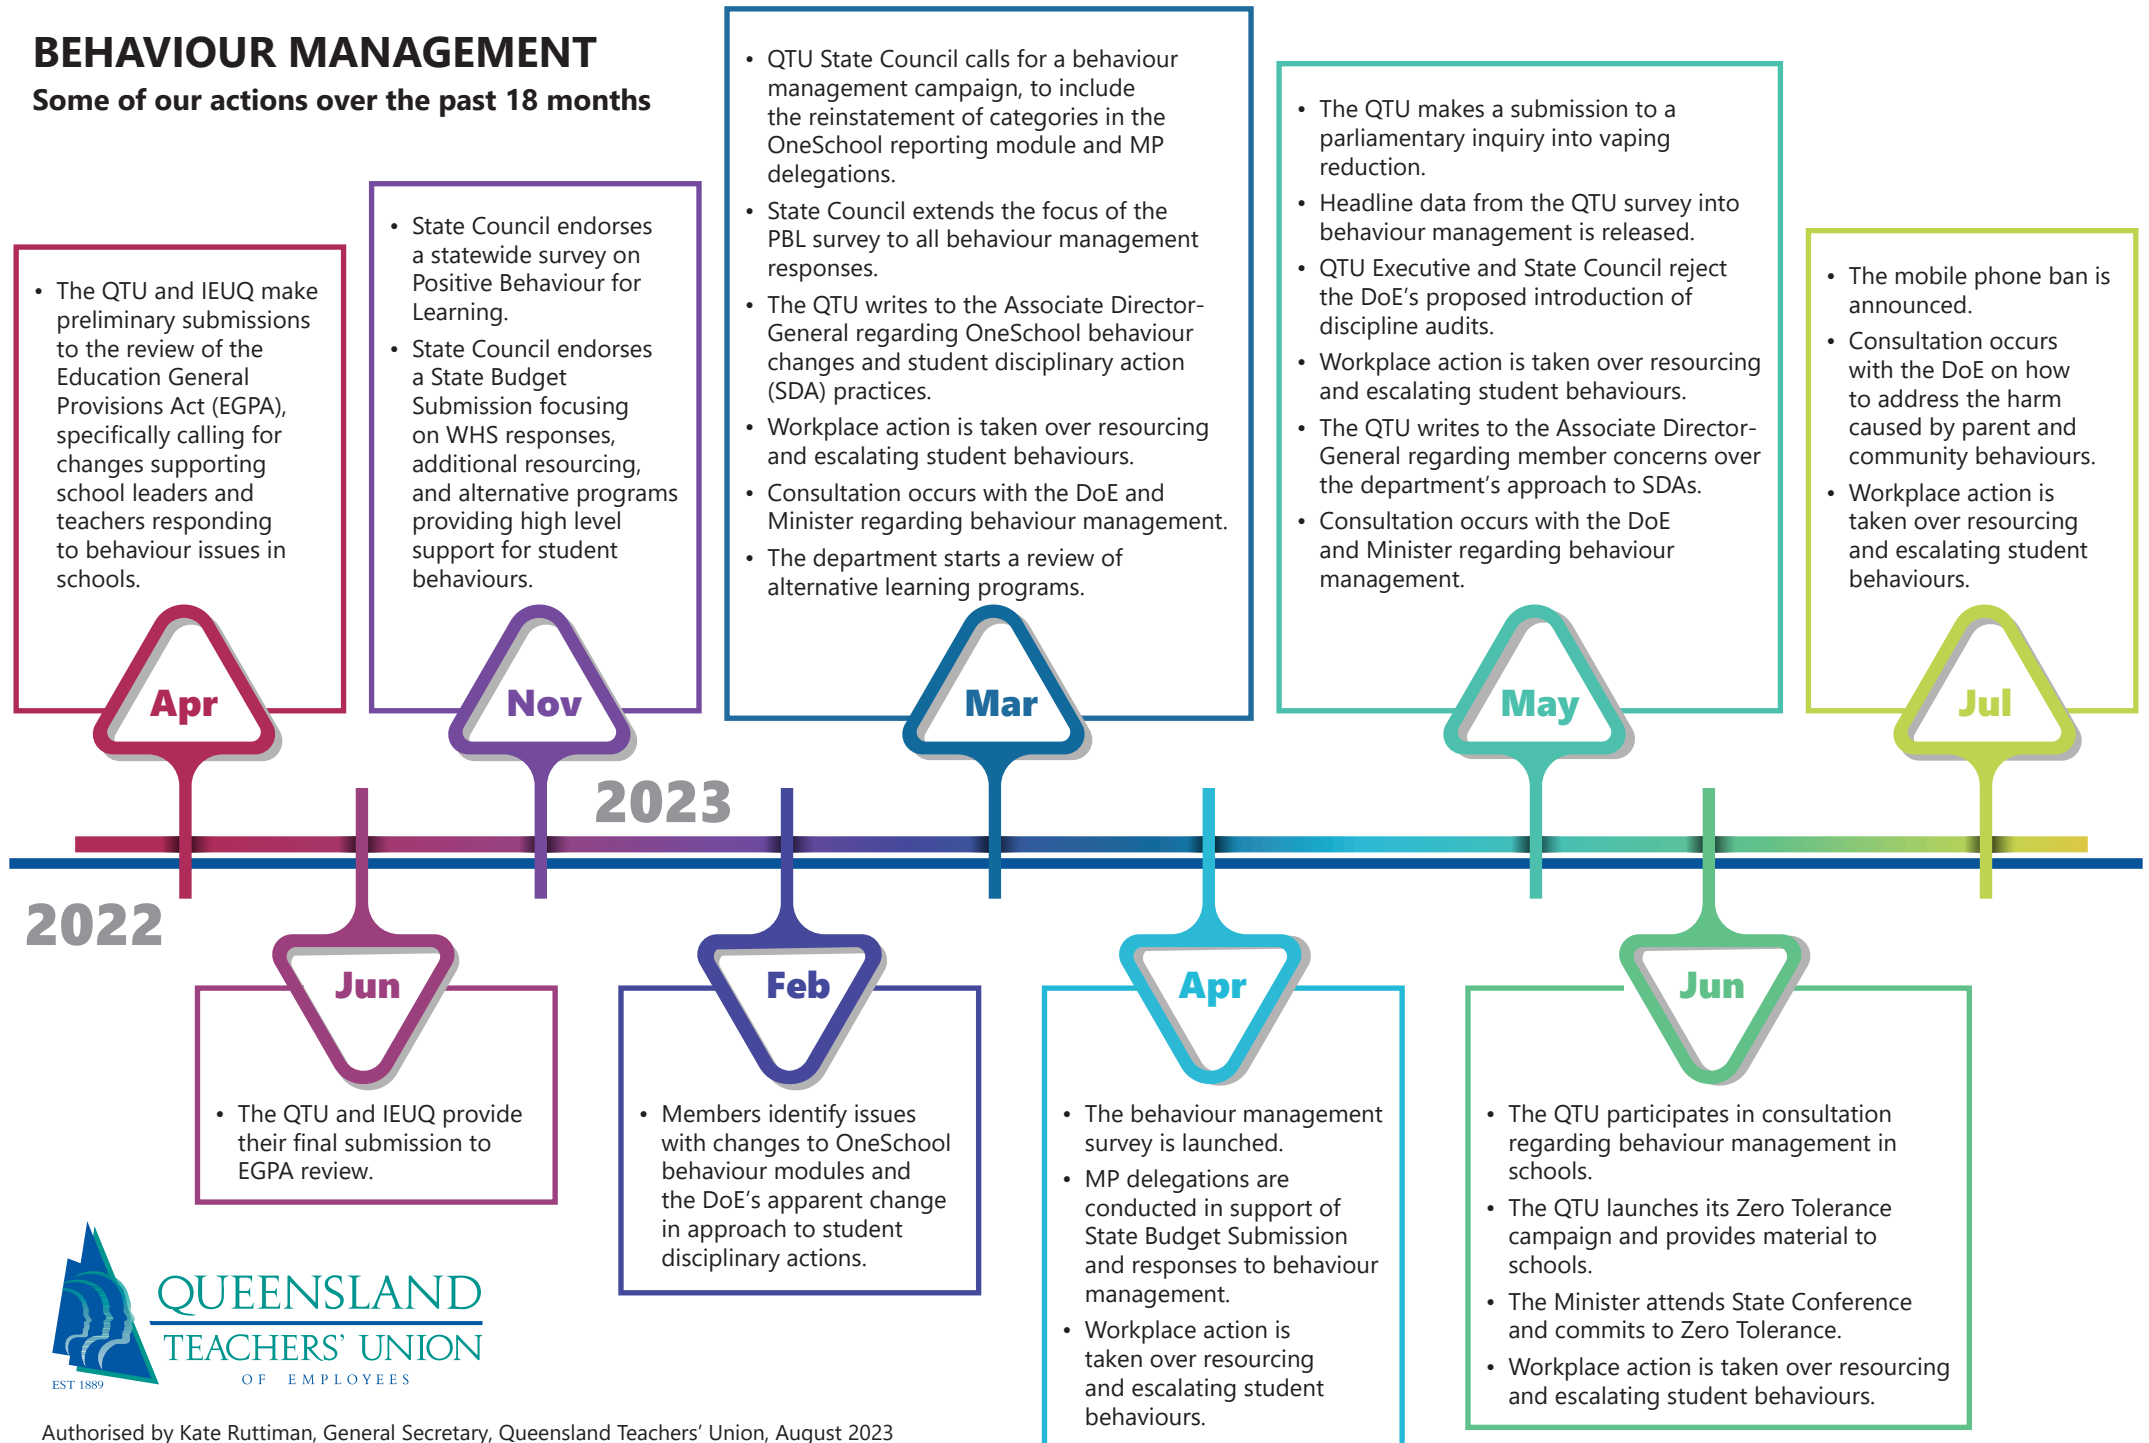 BEHAVIOUR MANAGEMENT
Some of our actions over the past 18 months
• The QTU and IEUQ make
preliminary submissions
to the review of the
Education General
Provisions Act (EGPA),
specifically calling for
changes supporting
school leaders and
teachers responding
to behaviour issues in
schools.
Apr
• State Council endorses
a statewide survey on
Positive Behaviour for
Learning.
• State Council endorses
a State Budget
Submission focusing
on WHS responses,
additional resourcing,
and alternative programs
providing high level
support for student
behaviours.
Nov
• QTU State Council calls for a behaviour
management campaign, to include
the reinstatement of categories in the
OneSchool reporting module and MP
delegations.
• State Council extends the focus of the
PBL survey to all behaviour management
responses.
• The QTU writes to the Associate Director-
General regarding OneSchool behaviour
changes and student disciplinary action
(SDA) practices.
• Workplace action is taken over resourcing
and escalating student behaviours.
• Consultation occurs with the DoE and
Minister regarding behaviour management.
• The department starts a review of
alternative learning programs.
Mar
• The QTU makes a submission to a
parliamentary inquiry into vaping
reduction.
• Headline data from the QTU survey into
behaviour management is released.
• QTU Executive and State Council reject
the DoE's proposed introduction of
discipline audits.
• Workplace action is taken over resourcing
and escalating student behaviours.
• The QTU writes to the Associate Director-
General regarding member concerns over
the department's approach to SDAs.
• Consultation occurs with the DoE
and Minister regarding behaviour
management.
May
• The mobile phone ban is
announced.
• Consultation occurs
with the DoE on how
to address the harm
caused by parent and
community behaviours.
• Workplace action is
taken over resourcing
and escalating student
behaviours.
Jul
2023
2022
Jun
• The QTU and IEUQ provide
their final submission to
EGPA review.
Feb
• Members identify issues
with changes to OneSchool
behaviour modules and
the DoE's apparent change
in approach to student
disciplinary actions.
Apr
• The behaviour management
survey is launched.
• MP delegations are
conducted in support of
State Budget Submission
and responses to behaviour
management.
• Workplace action is
taken over resourcing
and escalating student
behaviours.
Jun
• The QTU participates in consultation
regarding behaviour management in
schools.
• The QTU launches its Zero Tolerance
campaign and provides material to
schools.
• The Minister attends State Conference
and commits to Zero Tolerance.
• Workplace action is taken over resourcing
and escalating student behaviours.
QUEENSLAND
TEACHERS' UNION
OF EMPLOYEES
EST 1889
Authorised by Kate Ruttiman, General Secretary, Queensland Teachers' Union, August 2023